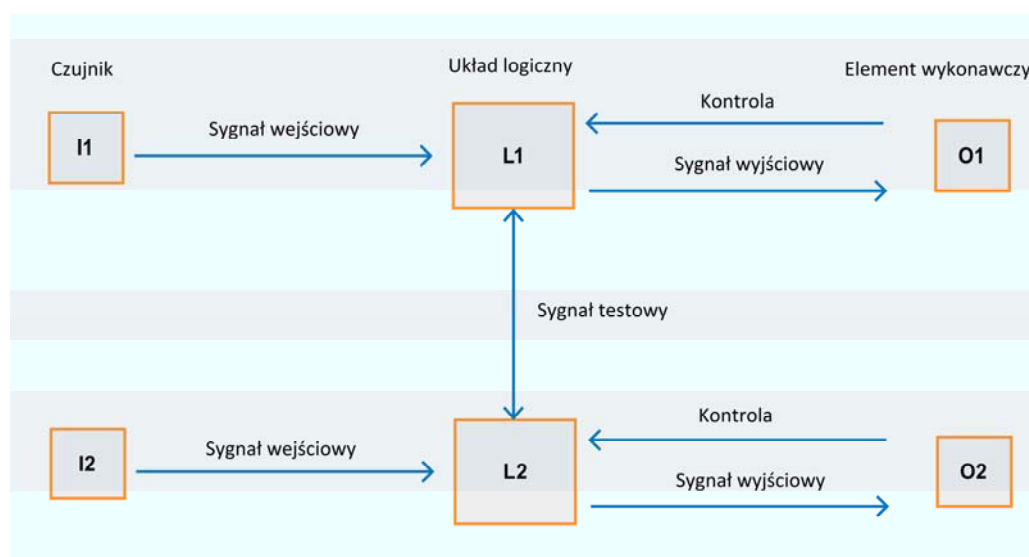 Czujnik
Układ logiczny
Element wykonawczy
I1
Sygnał wejściowy
L1
Kontrola
Sygnał wyjściowy
O1
Sygnał testowy
I2
Sygnał wejściowy
L2
Kontrola
Sygnał wyjściowy
O2